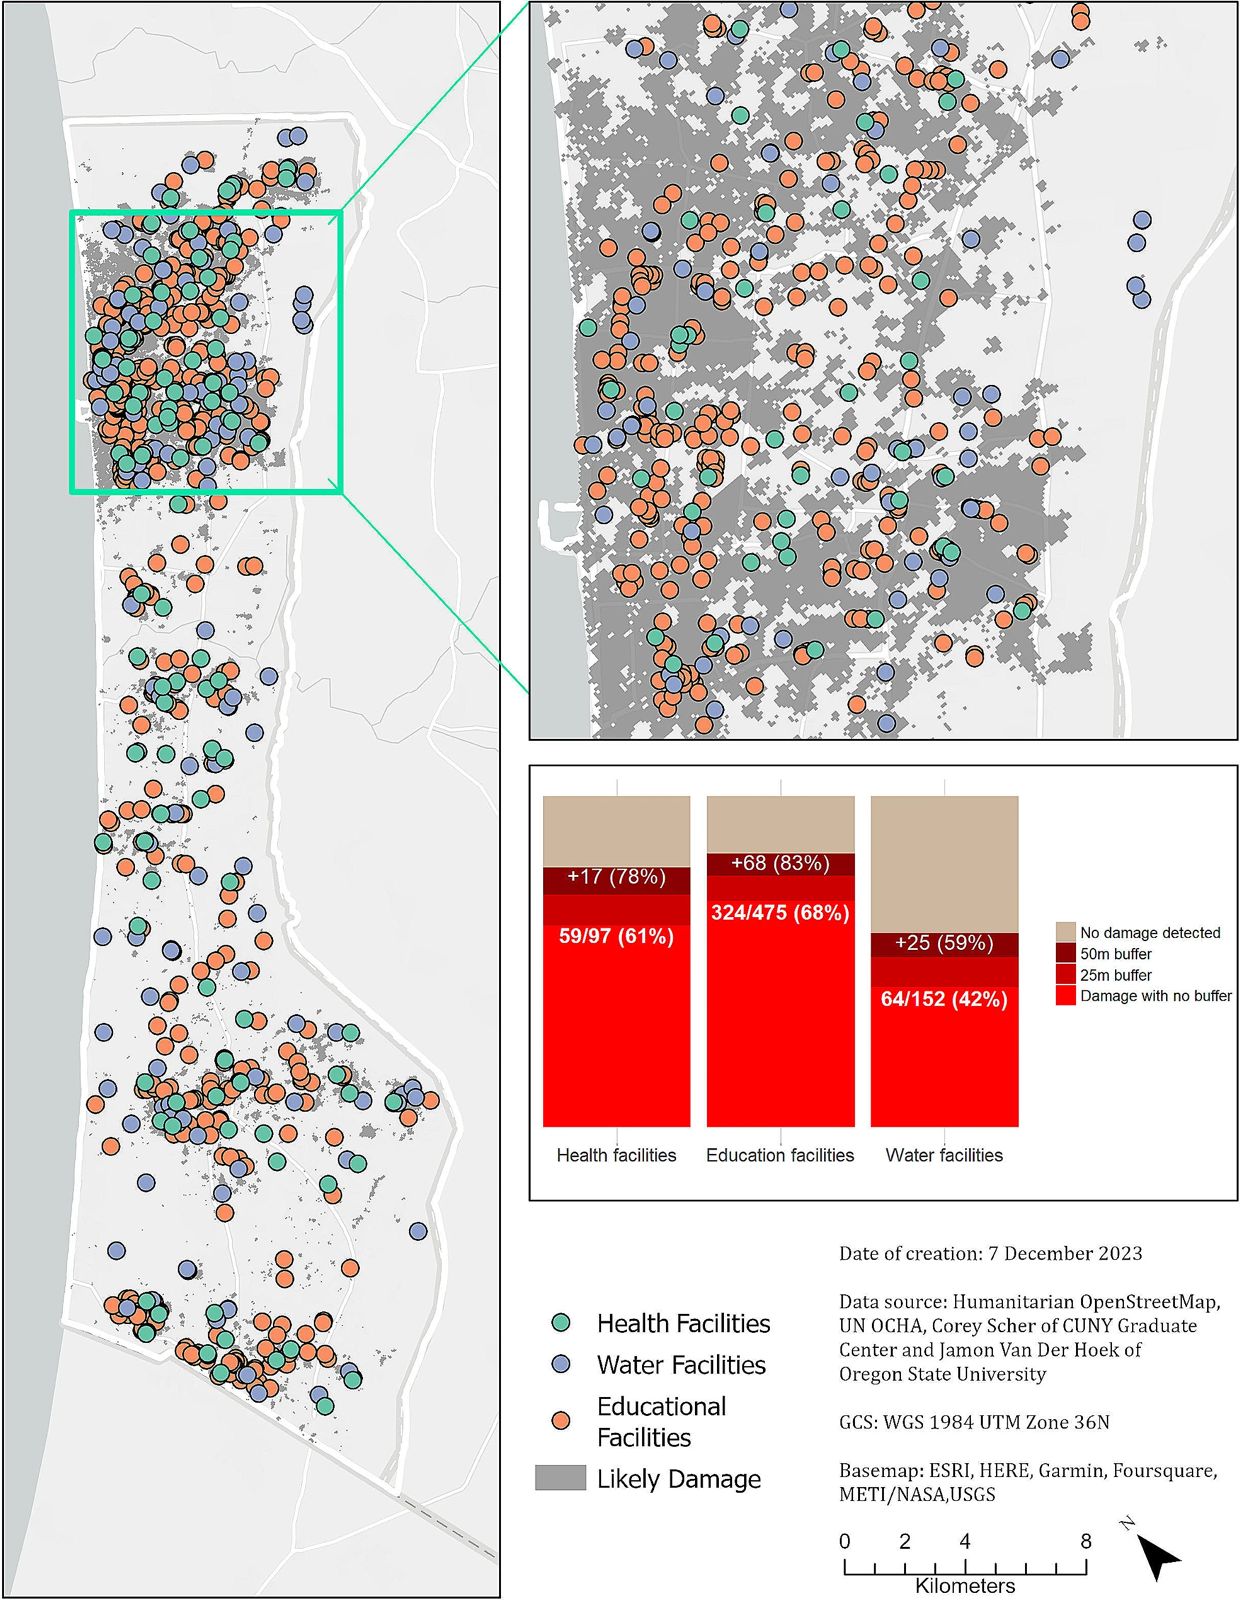 +17 (78%)
59/97 (61%)
+68 (83%)
324/475 (68%)
+25 (59%)
64/152 (42%)
Health facilities
Education facilities
Water facilities
No damage detected
50m buffer
25m buffer
Damage with no buffer
Health Facilities
Water Facilities
Educational
Facilities
Likely Damage
Date of creation: 7 December 2023
Data source: Humanitarian OpenStreetMap,
UN OCHA, Corey Scher of CUNY Graduate
Center and Jamon Van Der Hoek of
Oregon State University
GCS: WGS 1984 UTM Zone 36N
Basemap: ESRI, HERE, Garmin, Foursquare,
METI/NASA,USGS
0 2 4 8
Kilometers
N